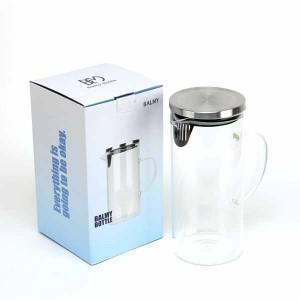 BALMY
Everything is
going to be okay.
BALMY
BOTTLE